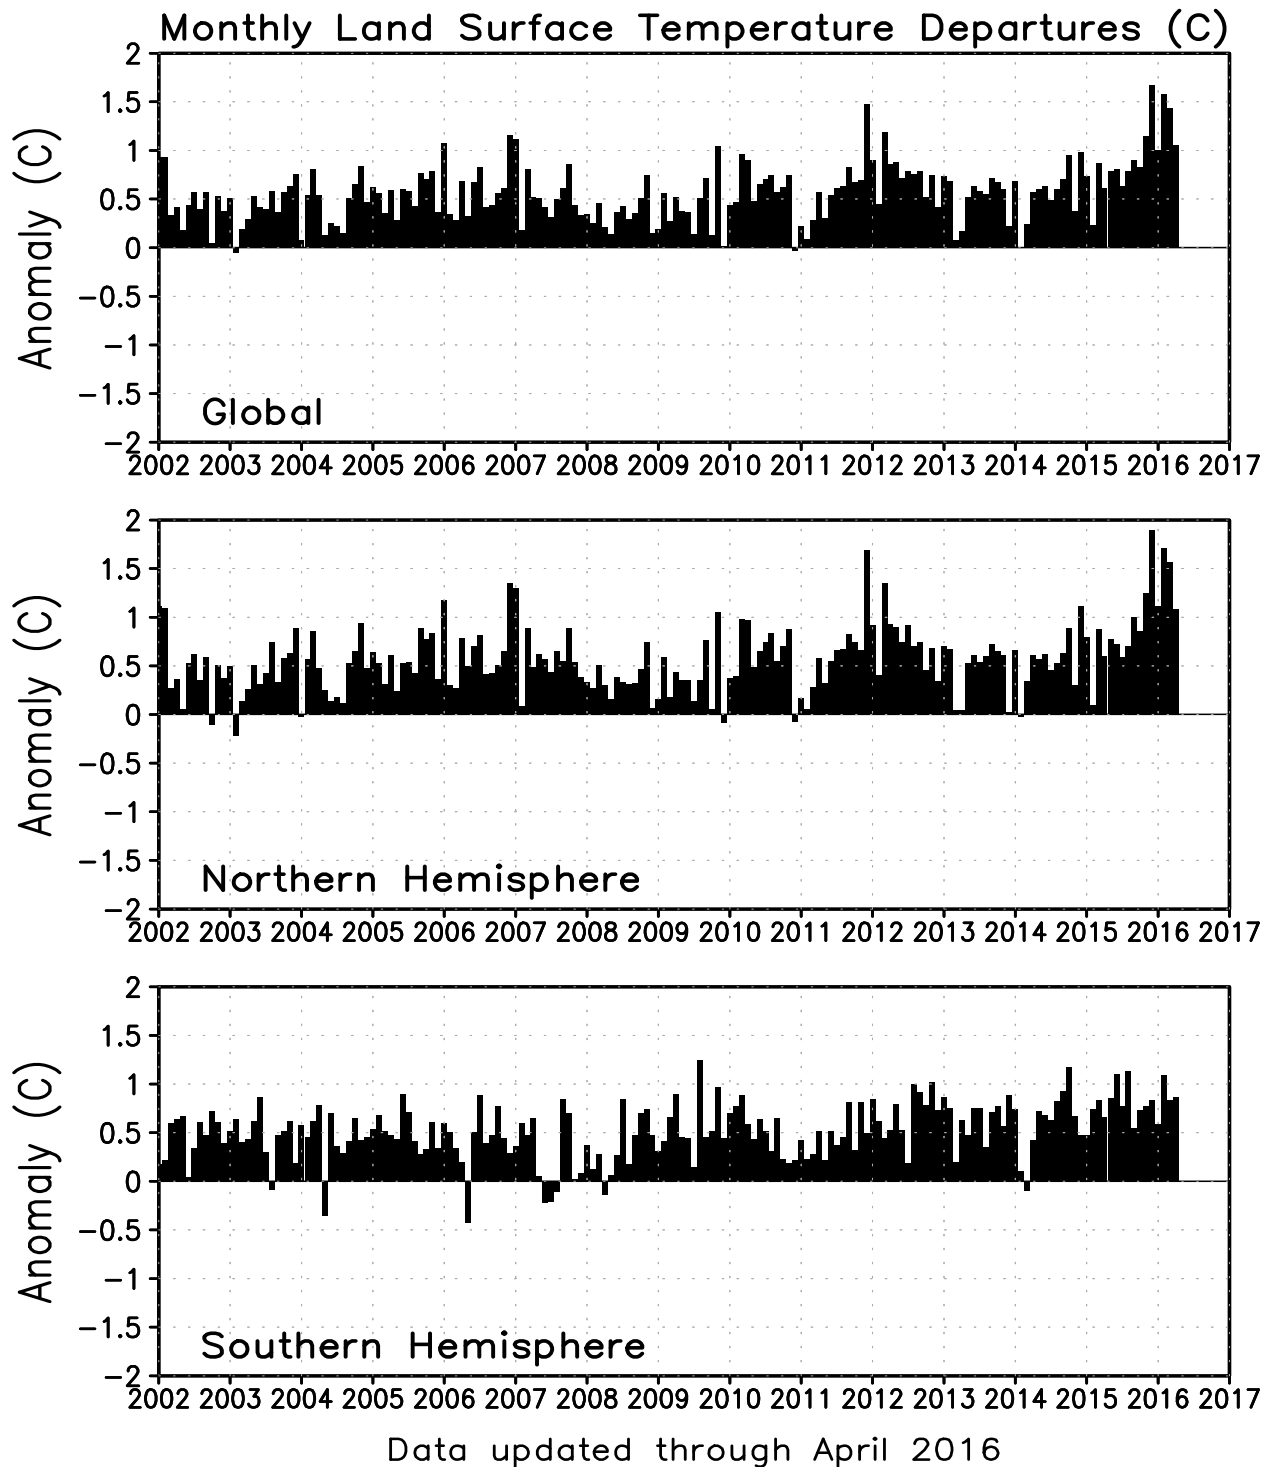 Monthly Land Surface Temperature Departures (C)
2
1.5
1
0.5
0
−0.5
−1
−1.5
−2
Anomaly (C)
Global
2002 2003 2004 2005 2006 2007 2008 2009 2010 2011 2012 2013 2014 2015 2016 2017
2
1.5
1
0.5
0
−0.5
−1
−1.5
−2
Anomaly (C)
Northern Hemisphere
2002 2003 2004 2005 2006 2007 2008 2009 2010 2011 2012 2013 2014 2015 2016 2017
2
1.5
1
0.5
0
−0.5
−1
−1.5
−2
Anomaly (C)
Southern Hemisphere
2002 2003 2004 2005 2006 2007 2008 2009 2010 2011 2012 2013 2014 2015 2016 2017
Data updated through April 2016